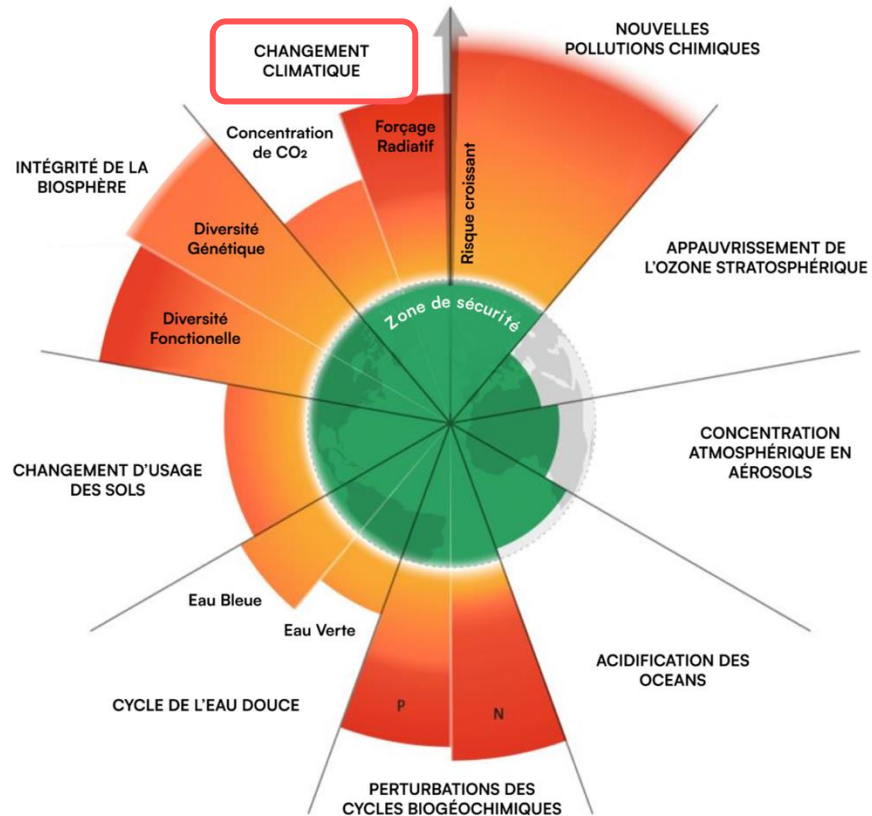 CHANGEMENT
CLIMATIQUE
NOUVELLES
POLLUTIONS CHIMIQUES
Concentration
de CO₂
Forçage
Radiatif
Risque croissant
INTÉGRITÉ DE LA
BIOSPHÈRE
Diversité
Génétique
APPAUVRISSEMENT DE
L'OZONE STRATOSPHÉRIQUE
Zone de sécurité
Diversité
Fonctionelle
CHANGEMENT D'USAGE
DES SOLS
CONCENTRATION
ATMOSPHÉRIQUE EN
AÉROSOLS
Eau Bleue
Eau Verte
ACIDIFICATION DES
OCEANS
CYCLE DE L'EAU DOUCE
P
N
PERTURBATIONS DES
CYCLES BIOGÉOCHIMIQUES